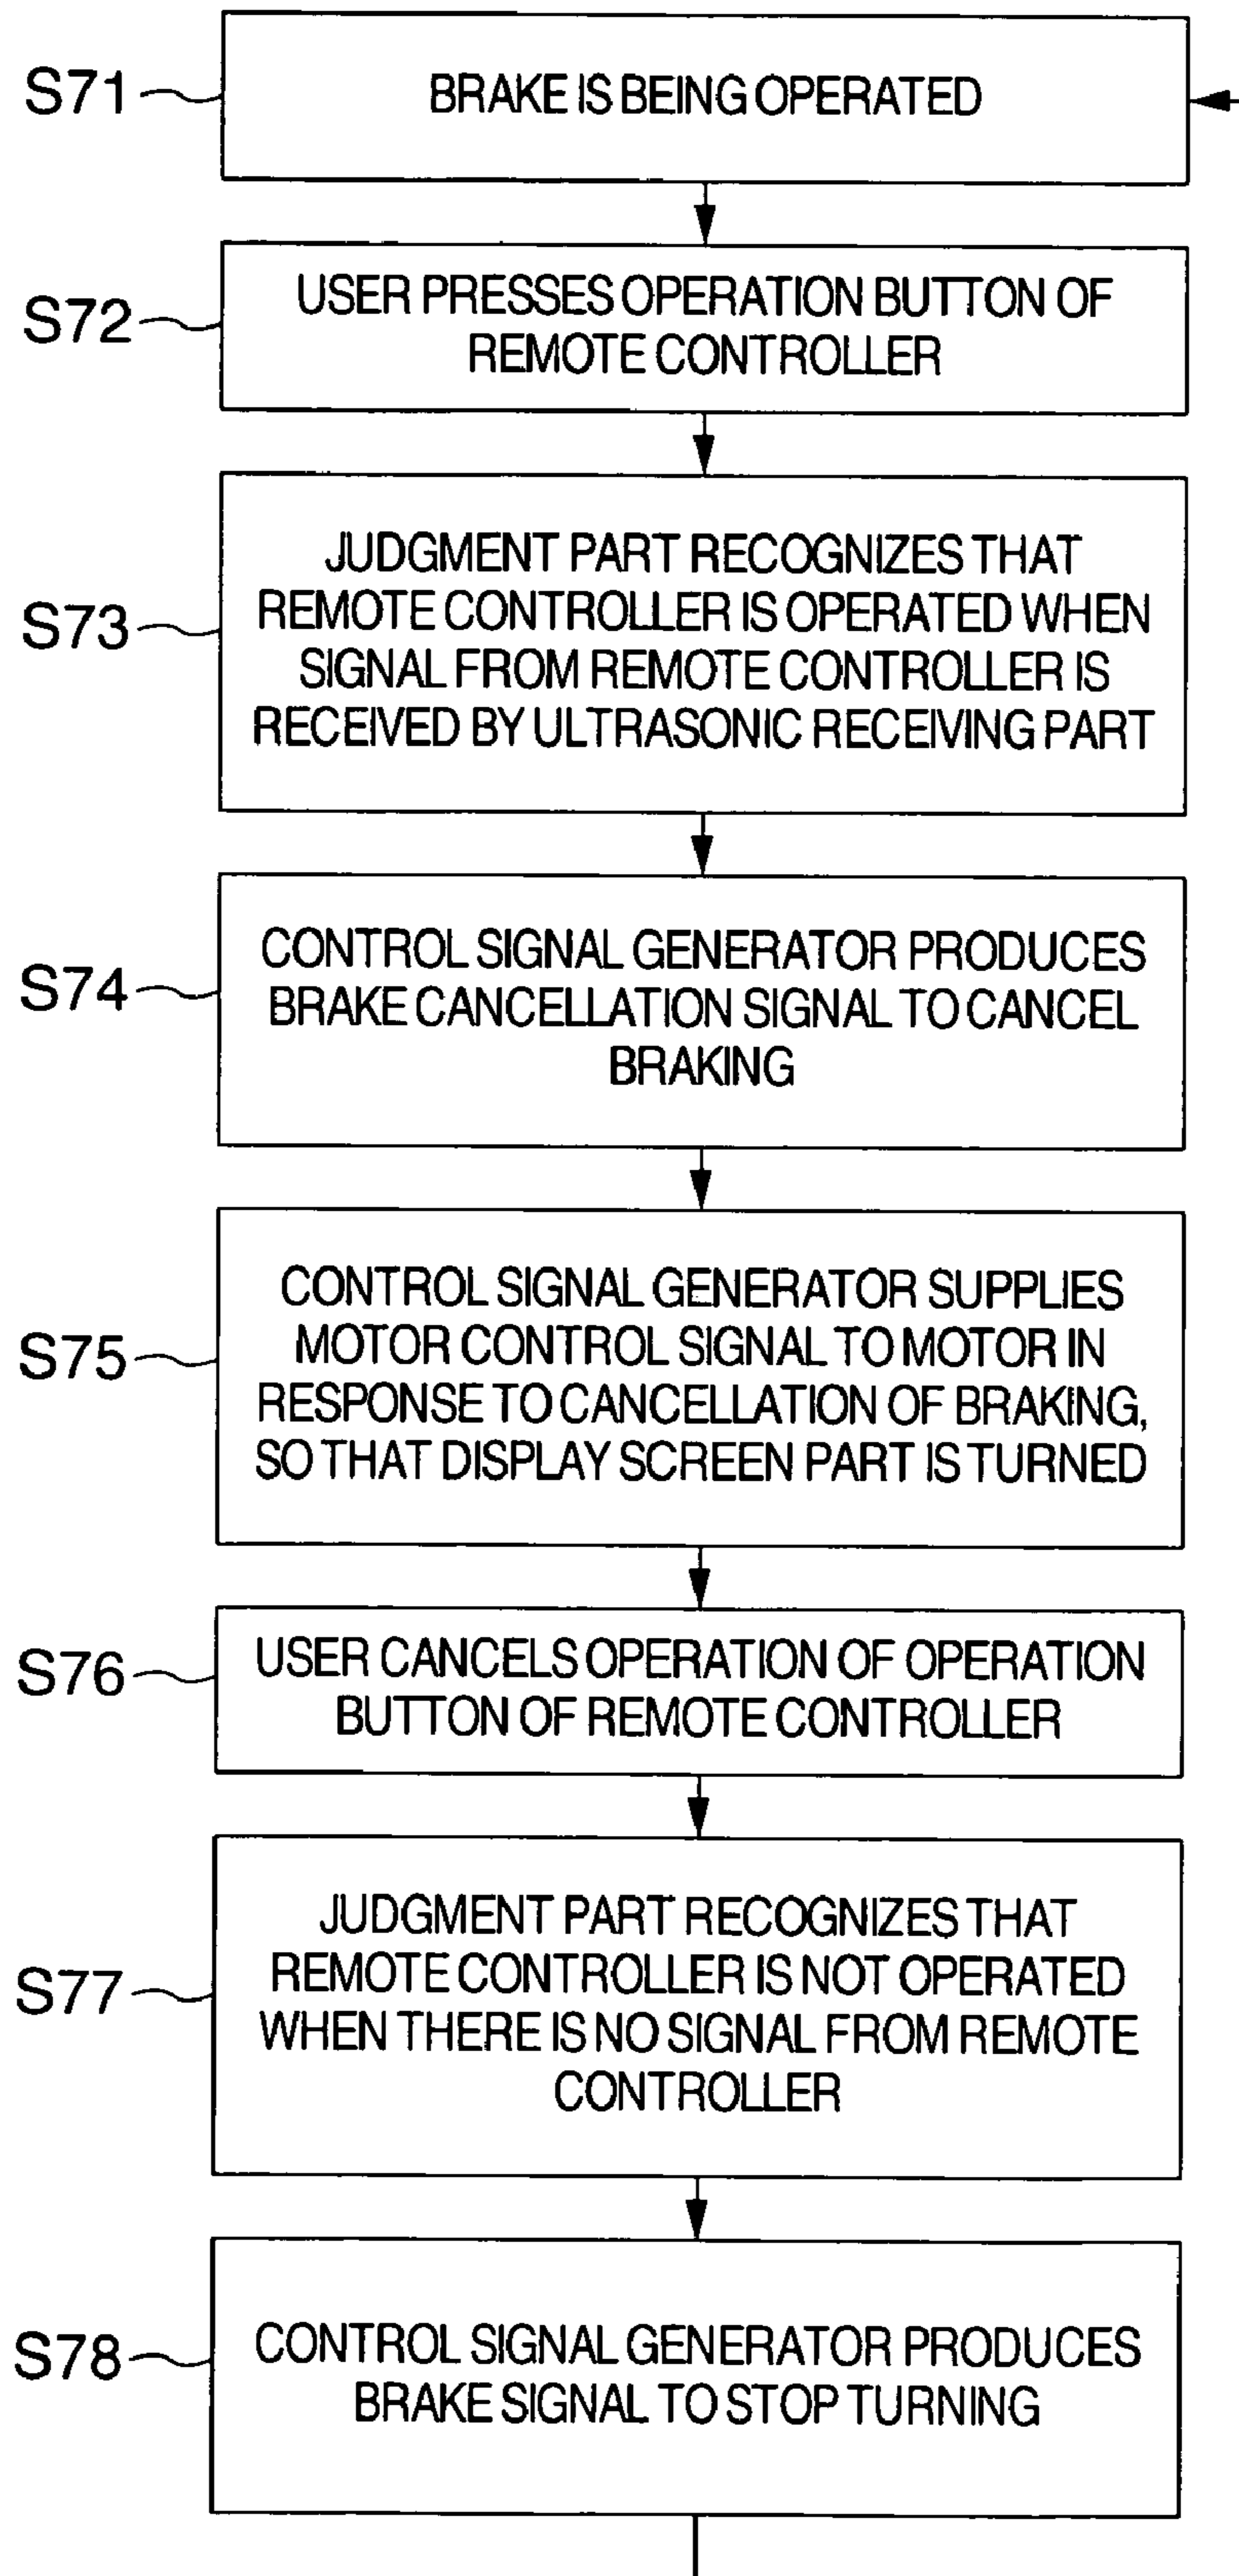 S71
BRAKE IS BEING OPERATED
S72
USER PRESSES OPERATION BUTTON OF
REMOTE CONTROLLER
S73
JUDGMENT PART RECOGNIZES THAT
REMOTE CONTROLLER IS OPERATED WHEN
SIGNAL FROM REMOTE CONTROLLER IS
RECEIVED BY ULTRASONIC RECEIVING PART
S74
CONTROL SIGNAL GENERATOR PRODUCES
BRAKE CANCELLATION SIGNAL TO CANCEL
BRAKING
S75
CONTROL SIGNAL GENERATOR SUPPLIES
MOTOR CONTROL SIGNAL TO MOTOR IN
RESPONSE TO CANCELLATION OF BRAKING,
SO THAT DISPLAY SCREEN PART IS TURNED
S76
USER CANCELS OPERATION OF OPERATION
BUTTON OF REMOTE CONTROLLER
S77
JUDGMENT PART RECOGNIZES THAT
REMOTE CONTROLLER IS NOT OPERATED
WHEN THERE IS NO SIGNAL FROM REMOTE
CONTROLLER
S78
CONTROL SIGNAL GENERATOR PRODUCES
BRAKE SIGNAL TO STOP TURNING